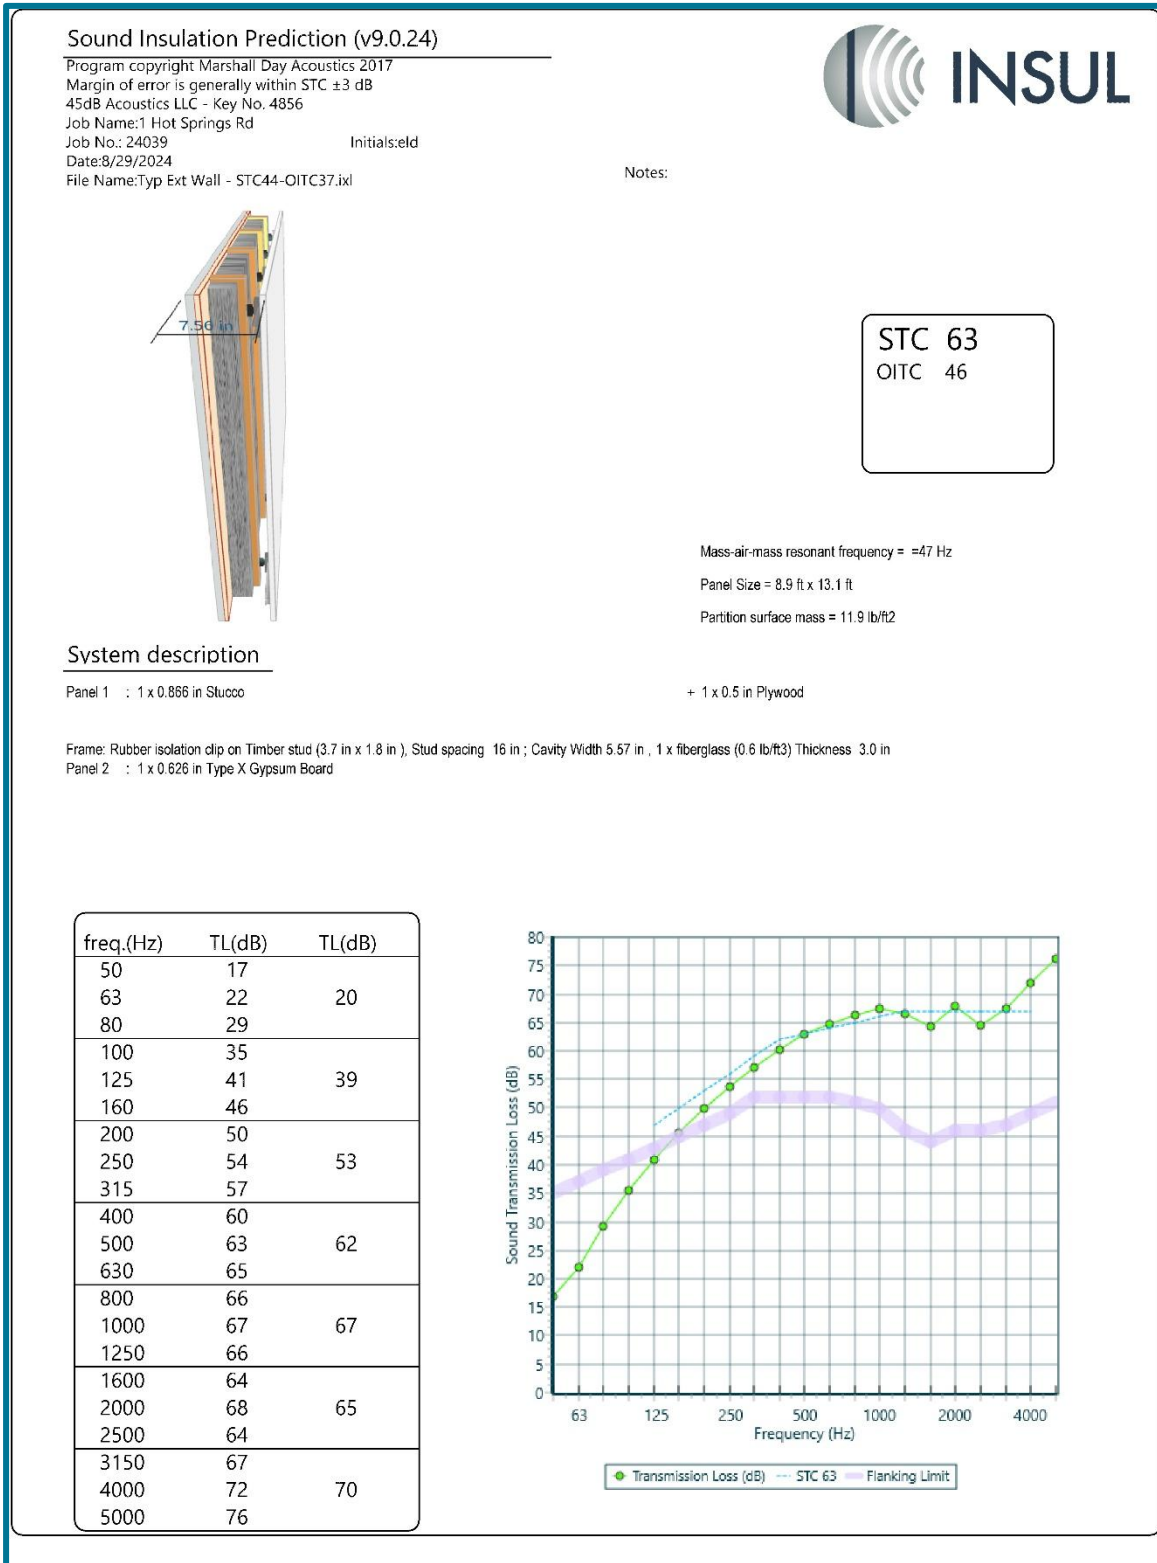 Sound Insulation Prediction (v9.0.24)
Program copyright Marshall Day Acoustics 2017
Margin of error is generally within STC ±3 dB
45dB Acoustics LLC - Key No. 4856
Job Name:1 Hot Springs Rd
Job No.: 24039 Initials:eld
Date:8/29/2024
File Name:Typ Ext Wall - STC44-OITC37.ixl
INSUL
Notes:
7.56 in
STC 63
OITC 46
Mass-air-mass resonant frequency = =47 Hz
Panel Size = 8.9 ft x 13.1 ft
Partition surface mass = 11.9 lb/ft2
System description
Panel 1 : 1 x 0.866 in Stucco + 1 x 0.5 in Plywood
Frame: Rubber isolation clip on Timber stud (3.7 in x 1.8 in ), Stud spacing 16 in ; Cavity Width 5.57 in , 1 x fiberglass (0.6 lb/ft3) Thickness 3.0 in
Panel 2 : 1 x 0.626 in Type X Gypsum Board
freq.(Hz) TL(dB) TL(dB)
50 17
63 22 20
80 29
100 35
125 41 39
160 46
200 50
250 54 53
315 57
400 60
500 63 62
630 65
800 66
1000 67 67
1250 66
1600 64
2000 68 65
2500 64
3150 67
4000 72 70
5000 76
Sound Transmission Loss (dB)
80
75
70
65
60
55
50
45
40
35
30
25
20
15
10
5
0
63 125 250 500 1000 2000 4000
Frequency (Hz)
Transmission Loss (dB) STC 63 Flanking Limit